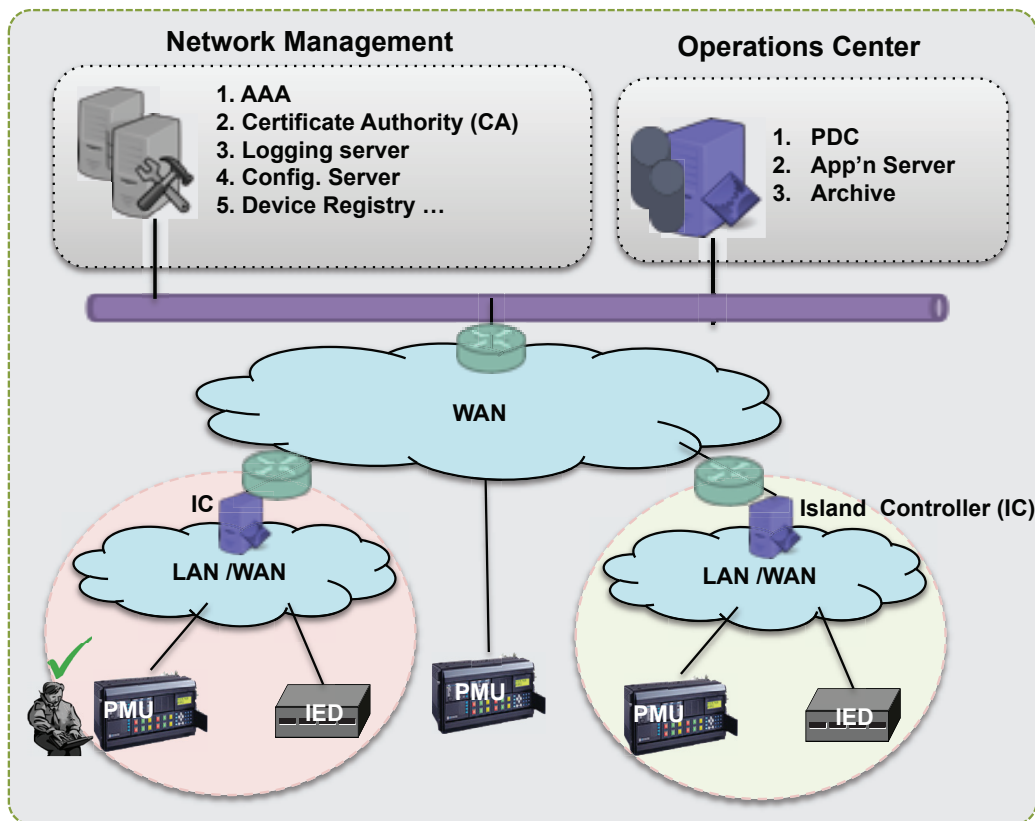 Network Management
Operations Center
1. AAA
2. Certificate Authority (CA)
3. Logging server
4. Config. Server
5. Device Registry …
1. PDC
2. App’n Server
3. Archive
WAN
IC
Island Controller (IC)
LAN /WAN
LAN /WAN
PMU
IED
PMU
PMU
IED